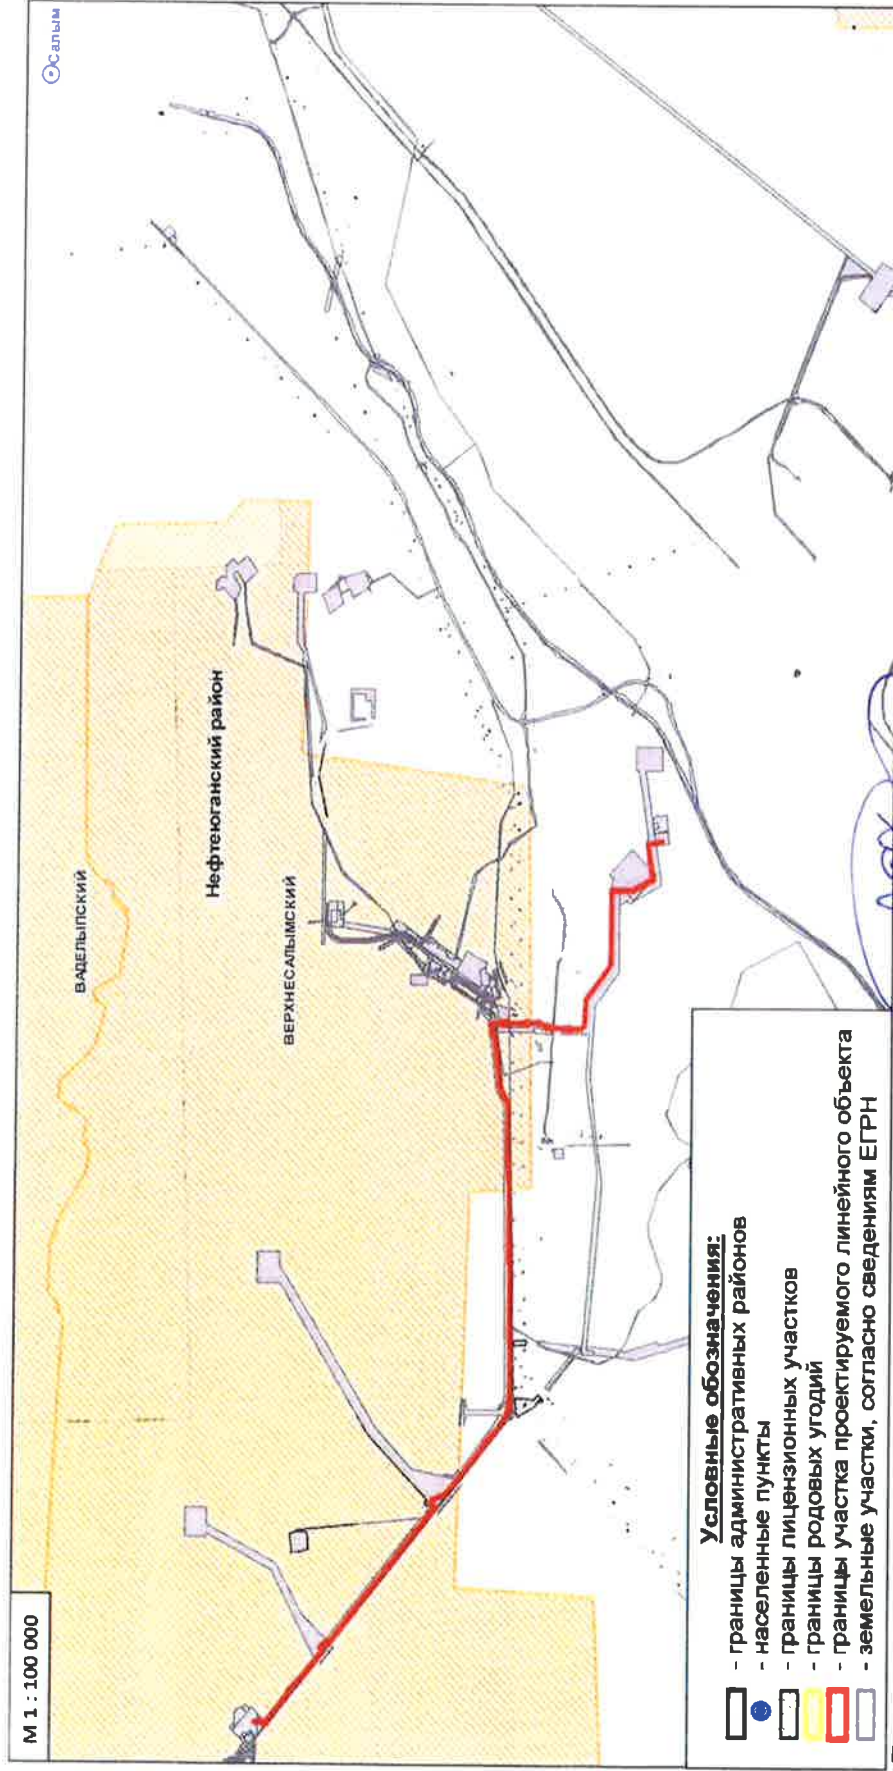 М 1 : 100 000
Салым
ВАДЕЛЫПСКИЙ
Нефтеюганский район
ВЕРХНЕСАЛЫМСКИЙ
Условные обозначения:
- границы административных районов
- населенные пункты
- границы лицензионных участков
- границы родовых угодий
- границы участка проектируемого линейного объекта
- земельные участки, согласно сведениям ЕГРН